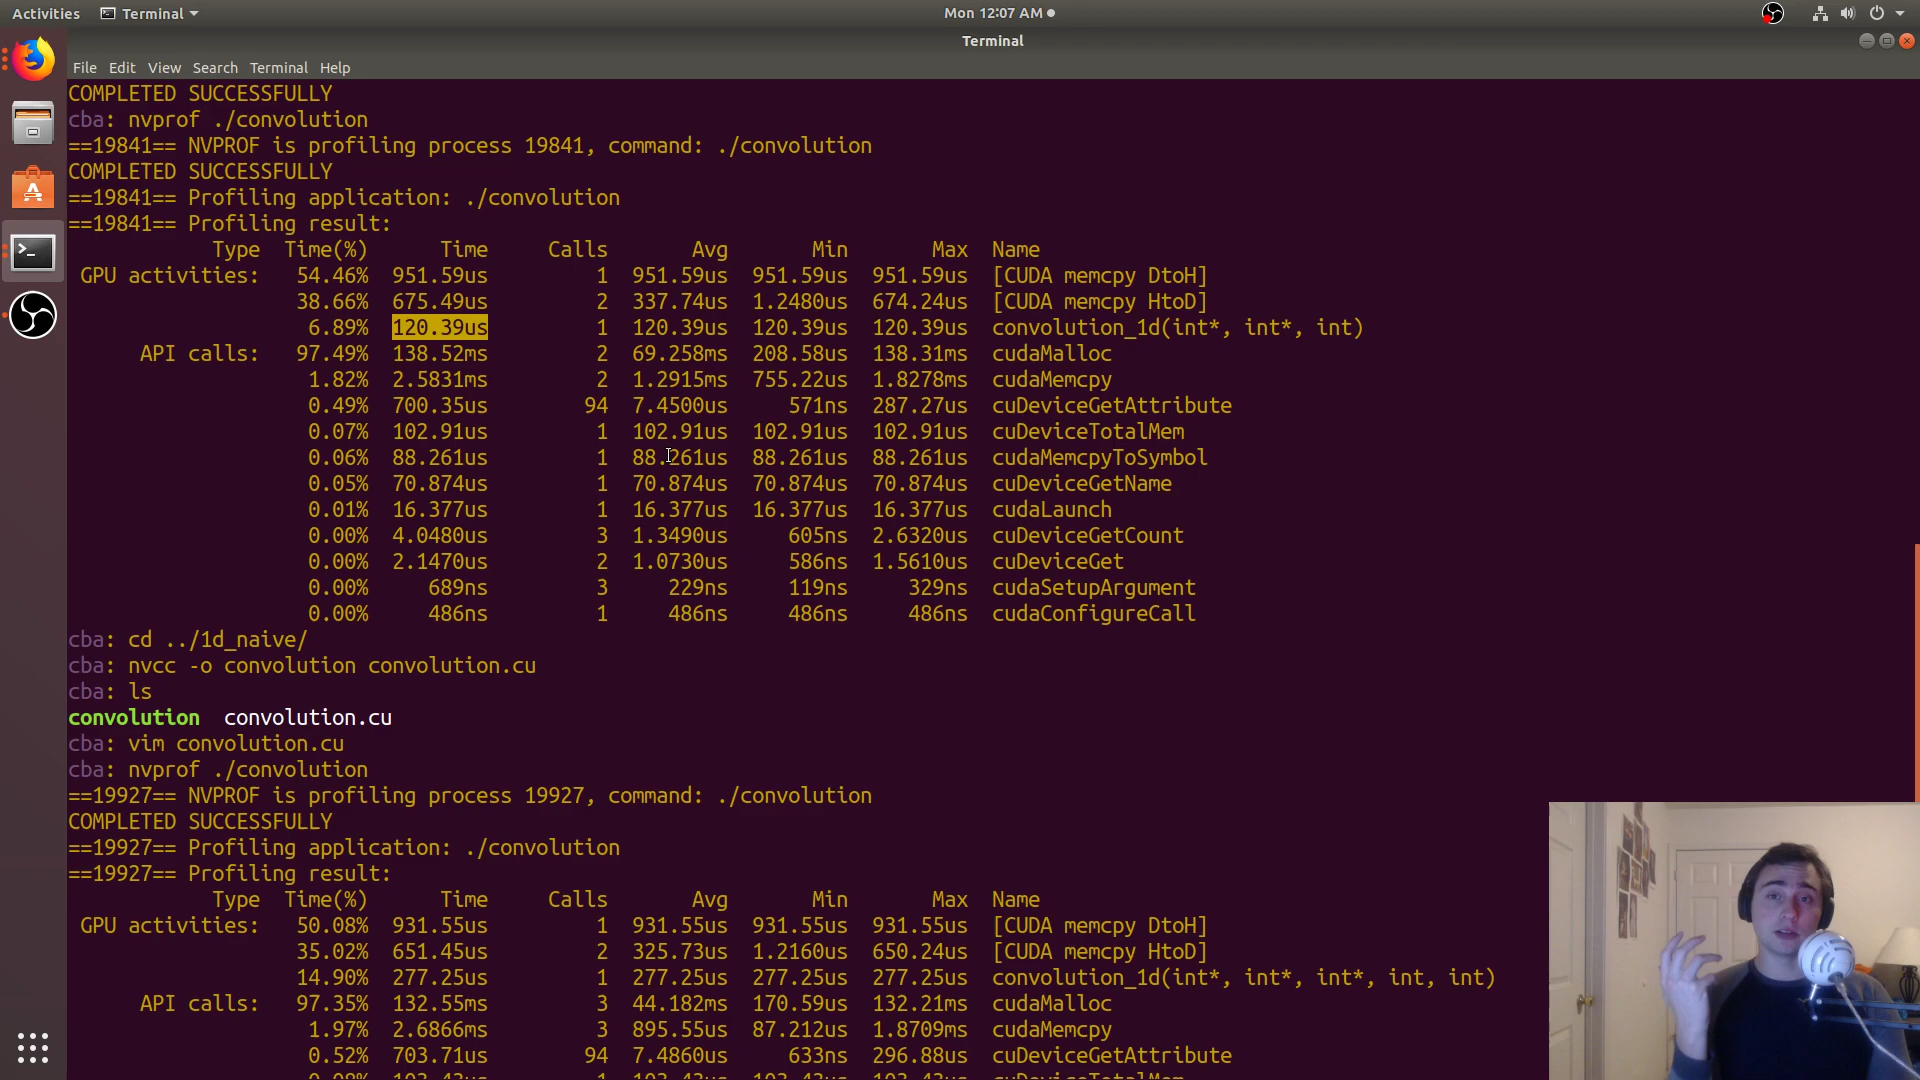 Activities Terminal Mon 12:07 AM
Terminal
File Edit View Search Terminal Help
COMPLETED SUCCESSFULLY
cba: nvprof ./convolution
==19841== NVPROF is profiling process 19841, command: ./convolution
COMPLETED SUCCESSFULLY
==19841== Profiling application: ./convolution
==19841== Profiling result:
Type Time(%) Time Calls Avg Min Max Name
GPU activities: 54.46% 951.59us 1 951.59us 951.59us 951.59us [CUDA memcpy DtoH]
38.66% 675.49us 2 337.74us 1.2480us 674.24us [CUDA memcpy HtoD]
6.89% 120.39us 1 120.39us 120.39us 120.39us convolution_1d(int*, int*, int)
API calls: 97.49% 138.52ms 2 69.258ms 208.58us 138.31ms cudaMalloc
1.82% 2.5831ms 2 1.2915ms 755.22us 1.8278ms cudaMemcpy
0.49% 700.35us 94 7.4500us 571ns 287.27us cuDeviceGetAttribute
0.07% 102.91us 1 102.91us 102.91us 102.91us cuDeviceTotalMem
0.06% 88.261us 1 88.261us 88.261us 88.261us cudaMemcpyToSymbol
0.05% 70.874us 1 70.874us 70.874us 70.874us cuDeviceGetName
0.01% 16.377us 1 16.377us 16.377us 16.377us cudaLaunch
0.00% 4.0480us 3 1.3490us 605ns 2.6320us cuDeviceGetCount
0.00% 2.1470us 2 1.0730us 586ns 1.5610us cuDeviceGet
0.00% 689ns 3 229ns 119ns 329ns cudaSetupArgument
0.00% 486ns 1 486ns 486ns 486ns cudaConfigureCall
cba: cd ../1d_naive/
cba: nvcc -o convolution convolution.cu
cba: ls
convolution convolution.cu
cba: vim convolution.cu
cba: nvprof ./convolution
==19927== NVPROF is profiling process 19927, command: ./convolution
COMPLETED SUCCESSFULLY
==19927== Profiling application: ./convolution
==19927== Profiling result:
Type Time(%) Time Calls Avg Min Max Name
GPU activities: 50.08% 931.55us 1 931.55us 931.55us 931.55us [CUDA memcpy DtoH]
35.02% 651.45us 2 325.73us 1.2160us 650.24us [CUDA memcpy HtoD]
14.90% 277.25us 1 277.25us 277.25us 277.25us convolution_1d(int*, int*, int*, int, int)
API calls: 97.35% 132.55ms 3 44.182ms 170.59us 132.21ms cudaMalloc
1.97% 2.6866ms 3 895.55us 87.212us 1.8709ms cudaMemcpy
0.52% 703.71us 94 7.4860us 633ns 296.88us cuDeviceGetAttribute